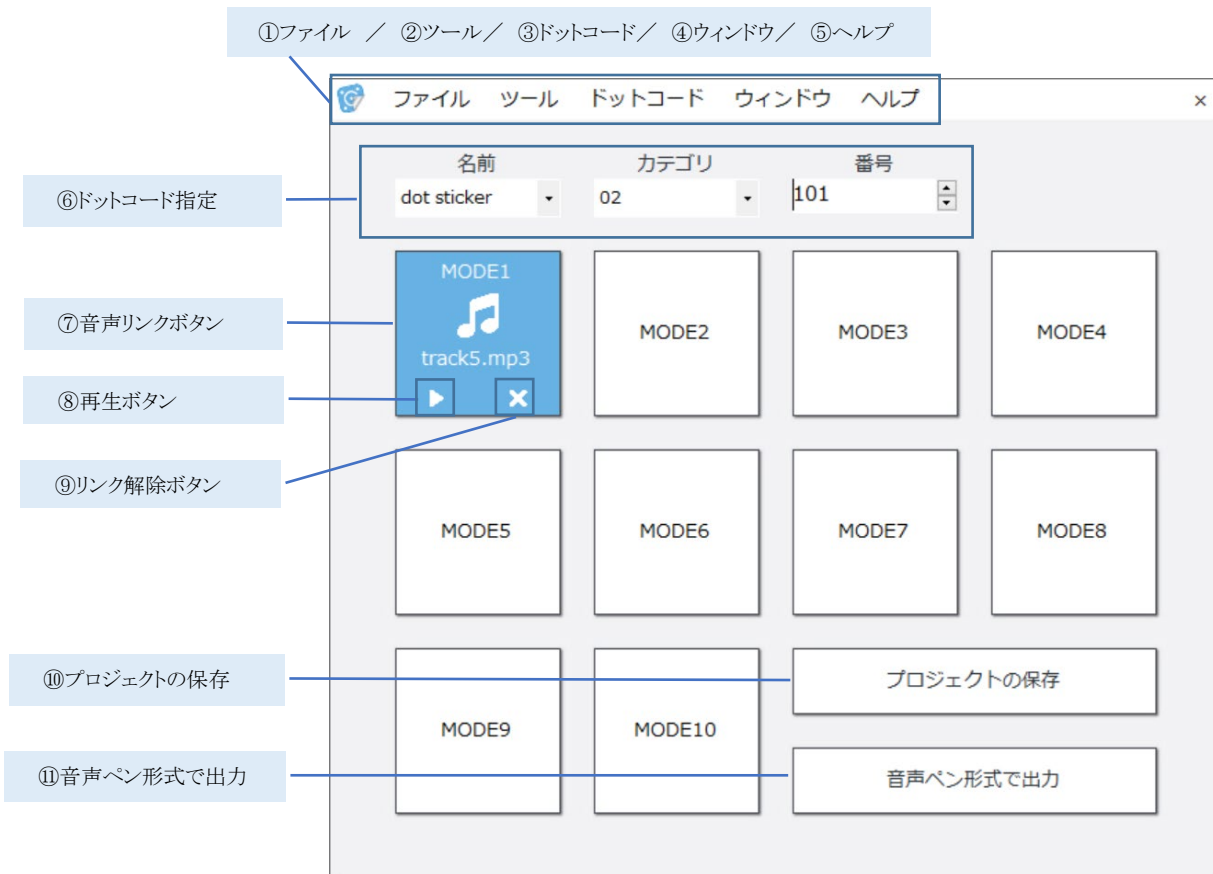 ①ファイル ／ ②ツール／ ③ドットコード／ ④ウィンドウ／ ⑤ヘルプ
ファイル ツール ドットコード ウィンドウ ヘルプ ×
名前 カテゴリ 番号
⑥ドットコード指定 dot sticker 02 101
MODE1
⑦音声リンクボタン MODE2 MODE3 MODE4
track5.mp3
⑧再生ボタン
⑨リンク解除ボタン
MODE5 MODE6 MODE7 MODE8
⑩プロジェクトの保存 プロジェクトの保存
MODE9 MODE10
⑪音声ペン形式で出力 音声ペン形式で出力